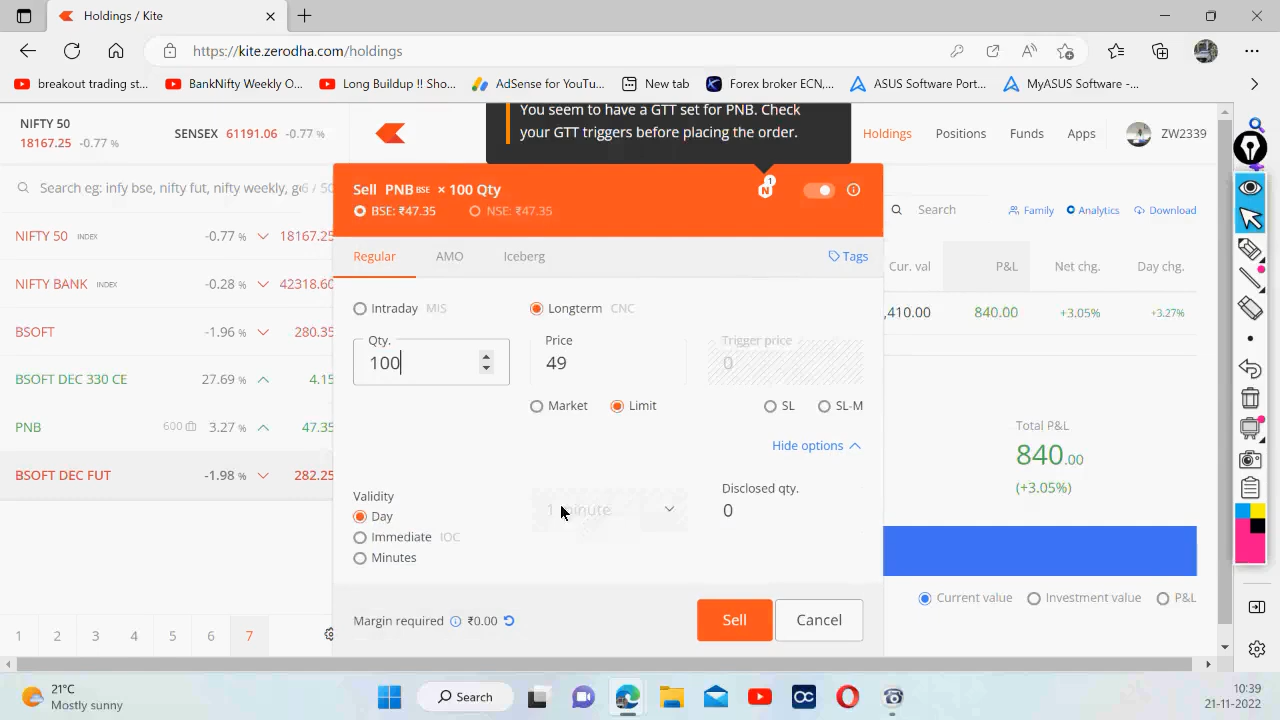 Holdings / Kite
https://kite.zerodha.com/holdings
breakout trading st...
BankNifty Weekly O...
Long Buildup !! Sho...
AdSense for YouTu...
New tab
Forex broker ECN,...
ASUS Software Port...
MyASUS Software -...
NIFTY 50
18167.25 -0.77 %
SENSEX 61191.06 -0.77 %
You seem to have a GTT set for PNB. Check
your GTT triggers before placing the order.
Holdings
Positions
Funds
Apps
ZW2339
Search eg: infy bse, nifty fut, nifty weekly, g 6 / 50
NIFTY 50 INDEX -0.77 % 18167.25
NIFTY BANK INDEX -0.28 % 42318.60
BSOFT -1.96 % 280.35
BSOFT DEC 330 CE 27.69 % 4.15
PNB 600 3.27 % 47.35
BSOFT DEC FUT -1.98 % 282.25
1 2 3 4 5 6 7
Sell PNB BSE × 100 Qty
BSE: ₹47.35 NSE: ₹47.35
N 1
Regular AMO Iceberg Tags
Intraday MIS Longterm CNC
Qty. Price Trigger price
100 49 0
Market Limit SL SL-M
Hide options
Validity
Day
Immediate IOC
Minutes
1 minute
Disclosed qty.
0
Margin required ₹0.00
Sell Cancel
Search Family Analytics Download
Cur. val P&L Net chg. Day chg.
,410.00 840.00 +3.05% +3.27%
Total P&L
840.00
(+3.05%)
Current value Investment value P&L
21°C
Mostly sunny
Search
10:39
21-11-2022